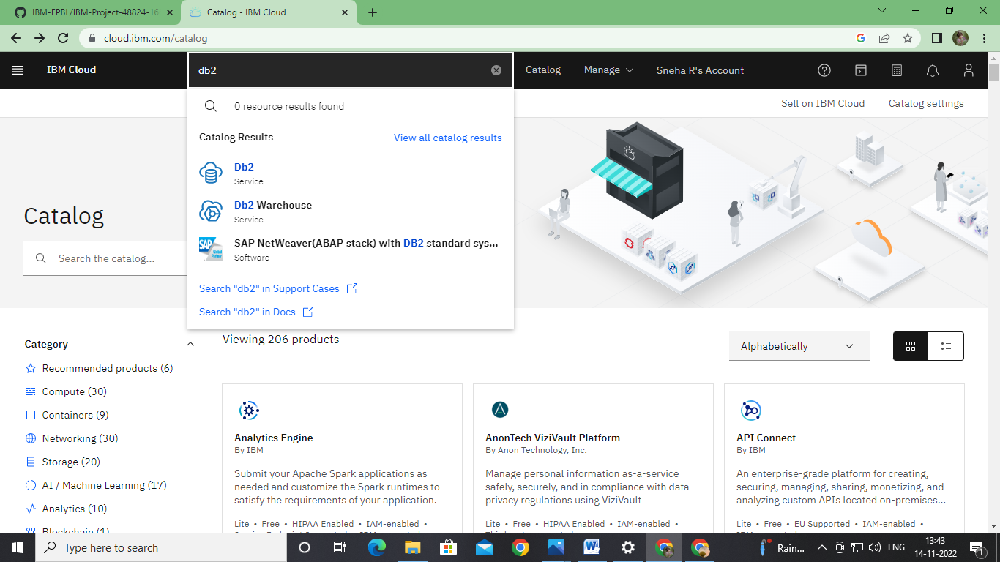 IBM-EPBL/IBM-Project-48824-16
Catalog - IBM Cloud
cloud.ibm.com/catalog
IBM Cloud
db2
Catalog
Manage
Sneha R's Account
0 resource results found
Sell on IBM Cloud
Catalog settings
Catalog Results
View all catalog results
Db2
Service
Db2 Warehouse
Service
SAP NetWeaver(ABAP stack) with DB2 standard sys...
Software
Search "db2" in Support Cases
Search "db2" in Docs
SAP
Catalog
Search the catalog...
Category
Recommended products (6)
Compute (30)
Containers (9)
Networking (30)
Storage (20)
AI / Machine Learning (17)
Analytics (10)
Blockchain (1)
Viewing 206 products
Alphabetically
Analytics Engine
By IBM
Submit your Apache Spark applications as
needed and customize the Spark runtimes to
satisfy the requirements of your application.
Lite • Free • HIPAA Enabled • IAM-enabled •
AnonTech ViziVault Platform
By Anon Technology, Inc.
Manage personal information as-a-service
safely, securely, and in compliance with data
privacy regulations using ViziVault
Lite • Free • HIPAA Enabled • IAM-enabled •
API Connect
By IBM
An enterprise-grade platform for creating,
securing, managing, sharing, monetizing, and
analyzing custom APIs located on-premises...
Lite • Free • EU Supported • IAM-enabled •
Type here to search
Rain...
ENG
13:43
14-11-2022
1